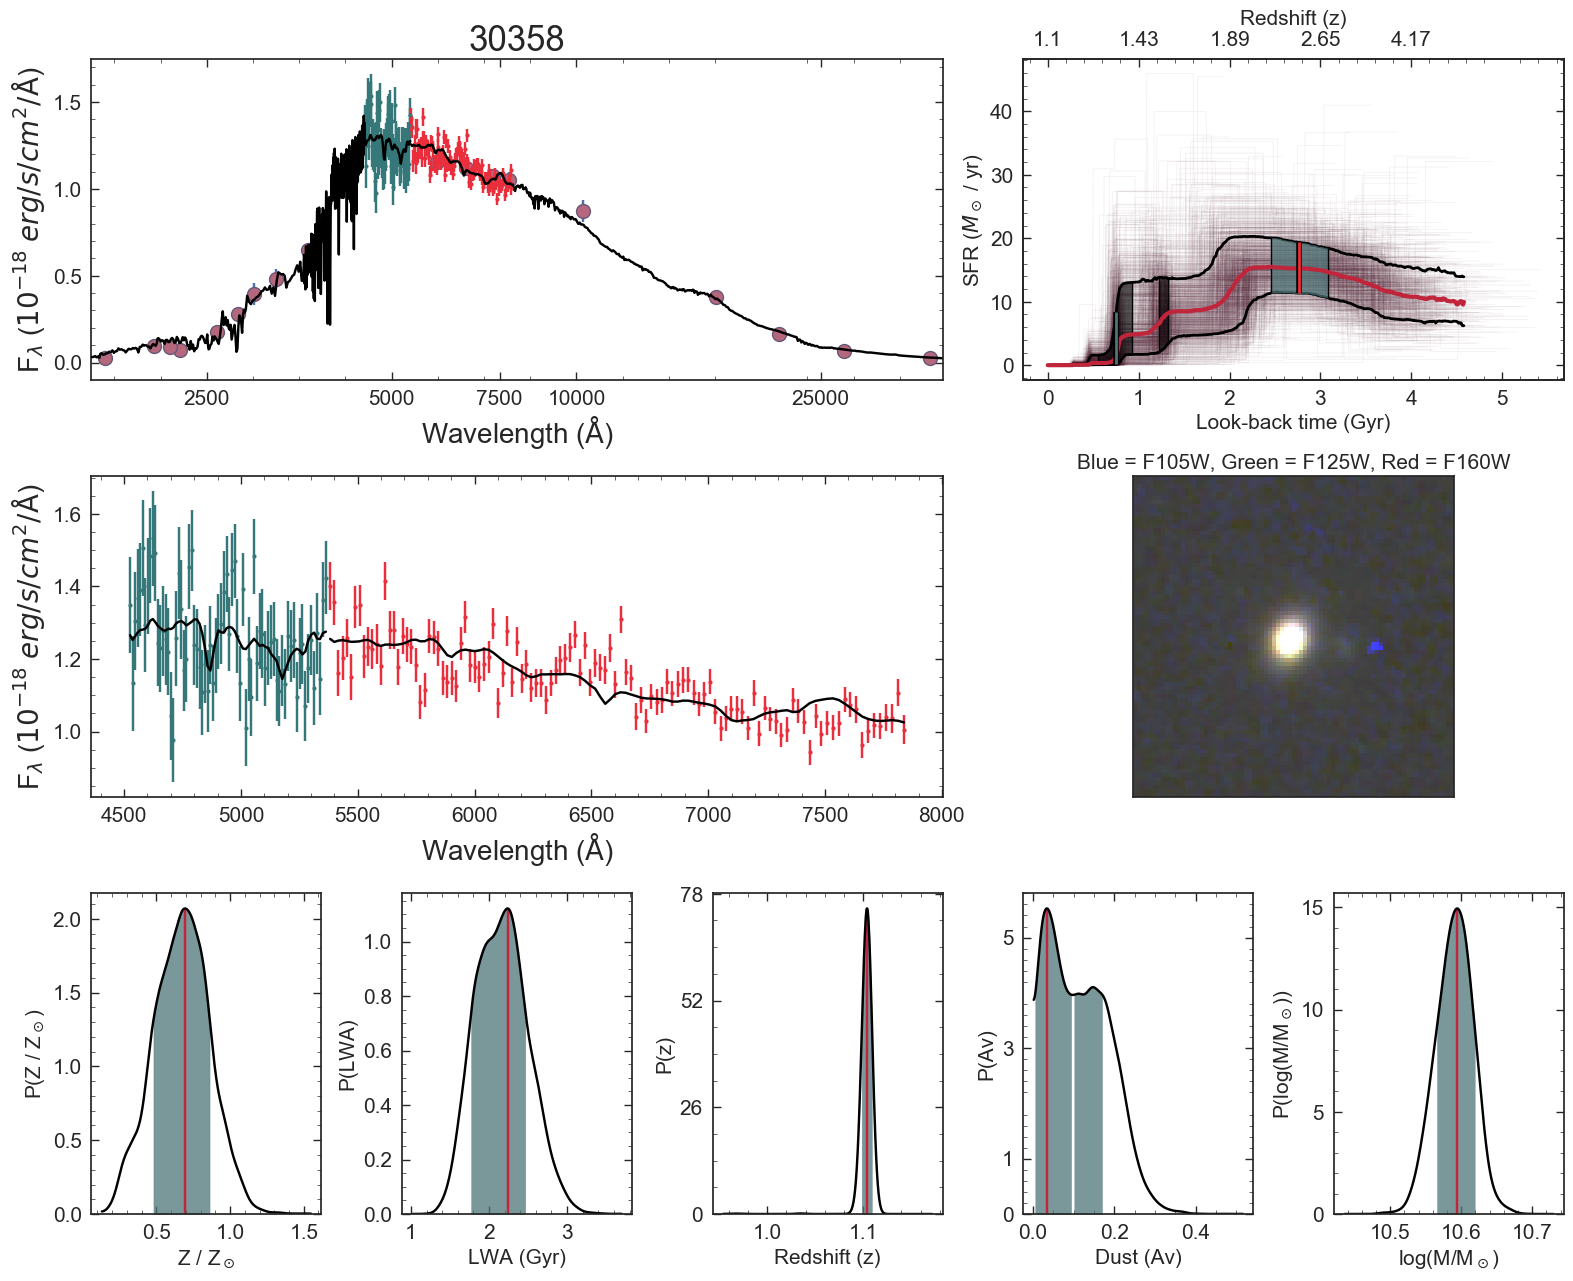 30358
F_λ (10^−18 erg/s/cm^2/Å)
1.5
1.0
0.5
0.0
2500 5000 7500 10000 25000
Wavelength (Å)
Redshift (z)
1.1 1.43 1.89 2.65 4.17
SFR (M_⊙ / yr)
40
30
20
10
0
0 1 2 3 4 5
Look-back time (Gyr)
F_λ (10^−18 erg/s/cm^2/Å)
1.6
1.4
1.2
1.0
4500 5000 5500 6000 6500 7000 7500 8000
Wavelength (Å)
Blue = F105W, Green = F125W, Red = F160W
P(Z / Z_⊙)
2.0
1.5
1.0
0.5
0.0
0.5 1.0 1.5
Z / Z_⊙
P(LWA)
1.0
0.8
0.6
0.4
0.2
0.0
1 2 3
LWA (Gyr)
P(z)
78
52
26
0
1.0 1.1
Redshift (z)
P(Av)
5
3
1
0
0.0 0.2 0.4
Dust (Av)
P(log(M/M_⊙))
15
10
5
0
10.5 10.6 10.7
log(M/M_⊙)